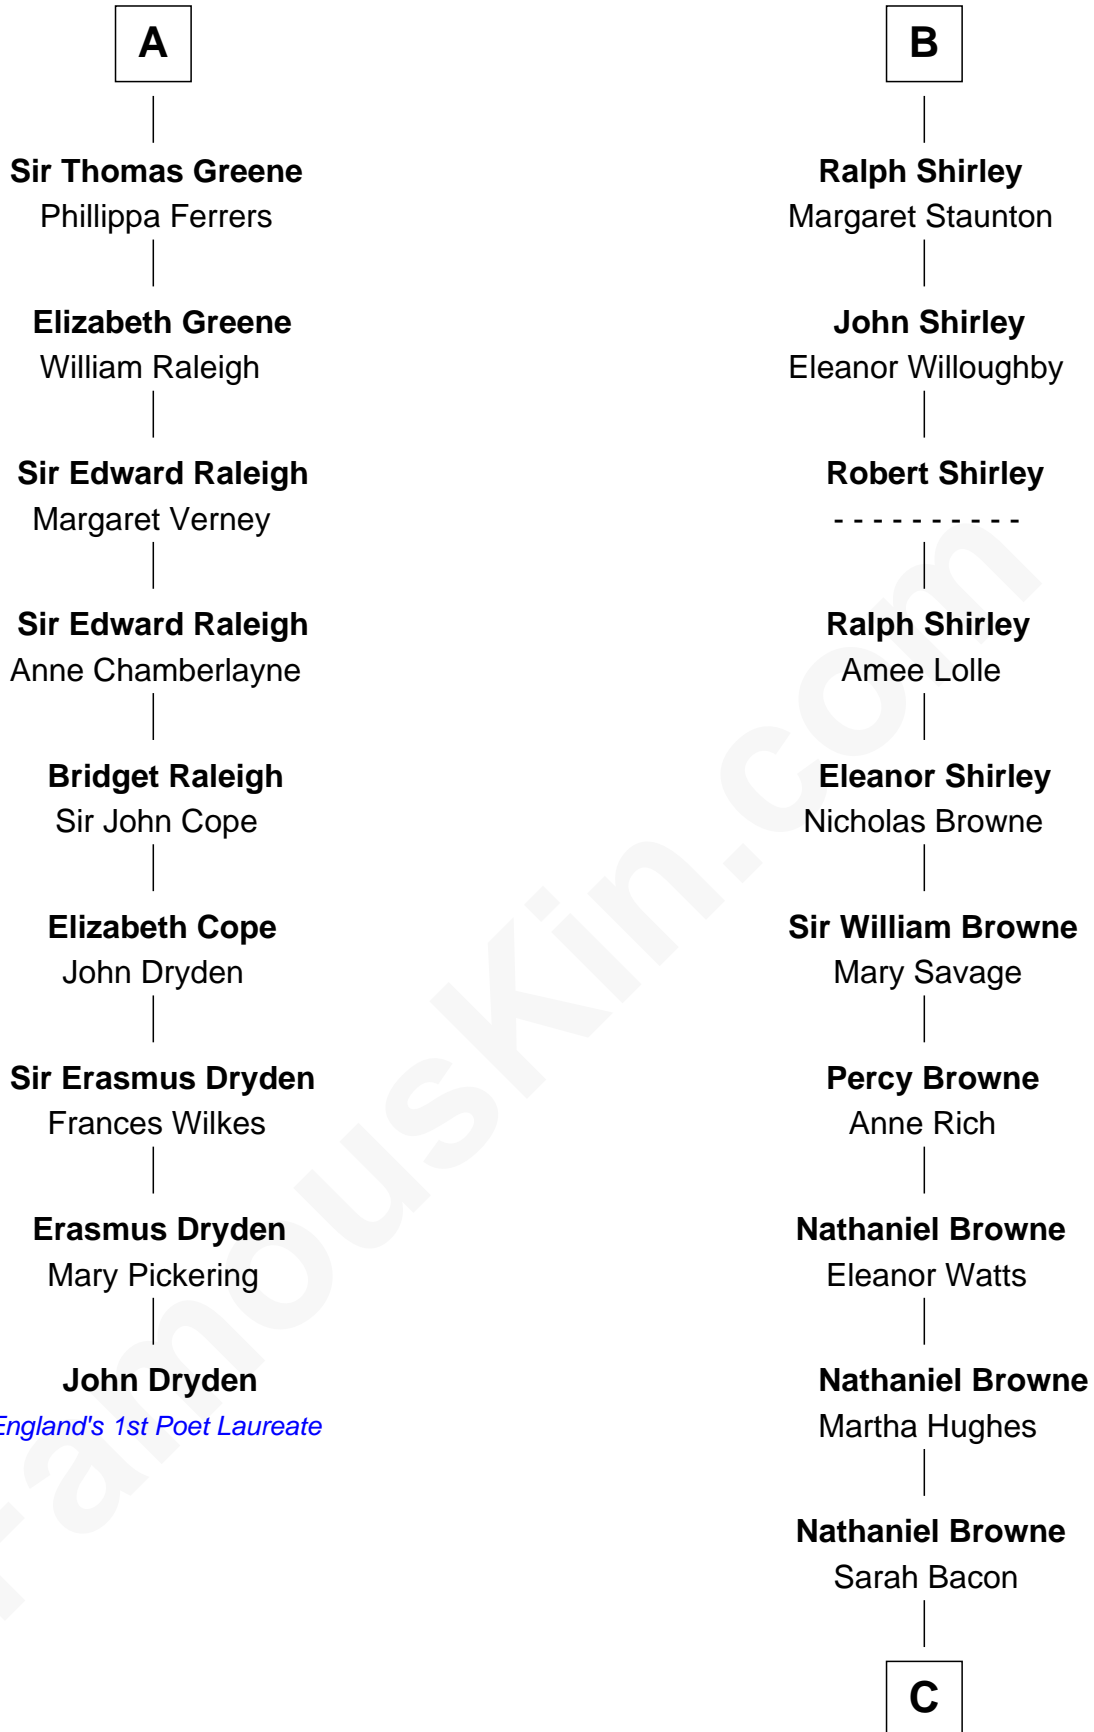 A
Sir Thomas Greene
Phillippa Ferrers
Elizabeth Greene
William Raleigh
Sir Edward Raleigh
Margaret Verney
Sir Edward Raleigh
Anne Chamberlayne
Bridget Raleigh
Sir John Cope
Elizabeth Cope
John Dryden
Sir Erasmus Dryden
Frances Wilkes
Erasmus Dryden
Mary Pickering
John Dryden
England's 1st Poet Laureate
B
Ralph Shirley
Margaret Staunton
John Shirley
Eleanor Willoughby
Robert Shirley
- - - - - - - - - -
Ralph Shirley
Amee Lolle
Eleanor Shirley
Nicholas Browne
Sir William Browne
Mary Savage
Percy Browne
Anne Rich
Nathaniel Browne
Eleanor Watts
Nathaniel Browne
Martha Hughes
Nathaniel Browne
Sarah Bacon
C
FamousKin.com